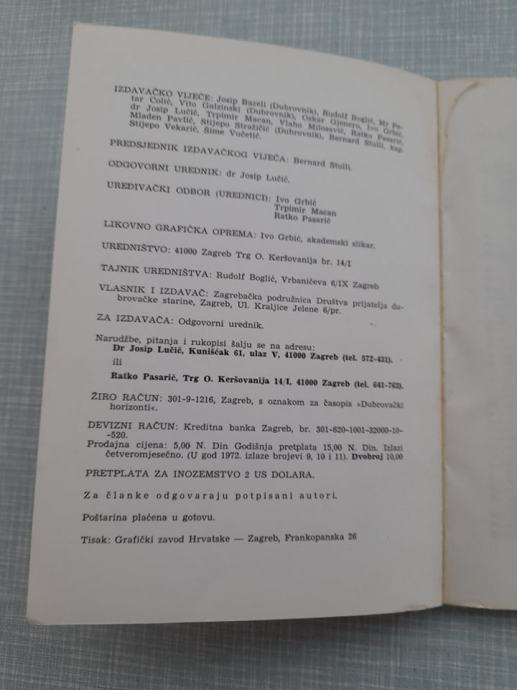 IZDAVAČKO VIJEĆE: Josip Bazeli (Dubrovnik), Rudolf Boglić, Mr Pe-
tar Colić, Vito Galzinski (Dubrovnik), Oskar Gjenero, Ivo Grbić,
dr Josip Lučić, Trpimir Macan, Vlaho Milosavić, Ratko Pasarić,
Mladen Pavlić, Stijepo Stražičić (Dubrovnik), Bernard Stulli, kap.
Stijepo Vekarić, Šime Vučetić.
PREDSJEDNIK IZDAVAČKOG VIJEĆA: Bernard Stulli.
ODGOVORNI UREDNIK: dr Josip Lučić.
UREĐIVAČKI ODBOR (UREDNICI): Ivo Grbić
Trpimir Macan
Ratko Pasarić
LIKOVNO GRAFIČKA OPREMA: Ivo Grbić, akademski slikar.
UREDNIŠTVO: 41000 Zagreb Trg O. Keršovanija br. 14/I
TAJNIK UREDNIŠTVA: Rudolf Boglić, Vrbanićeva 6/IX Zagreb
VLASNIK I IZDAVAČ: Zagrebačka podružnica Društva prijatelja du-
brovačke starine, Zagreb, Ul. Kraljice Jelene 6/pr.
ZA IZDAVAČA: Odgovorni urednik.
Narudžbe, pitanja i rukopisi šalju se na adresu:
Dr Josip Lučić, Kunišćak 61, ulaz V, 41000 Zagreb (tel. 572-431).
ili
Ratko Pasarić, Trg O. Keršovanija 14/I, 41000 Zagreb (tel. 641-762).
ŽIRO RAČUN: 301-9-1216, Zagreb, s oznakom za časopis »Dubrovački
horizonti«.
DEVIZNI RAČUN: Kreditna banka Zagreb, br. 301-620-1001-32000-10-
-520.
Prodajna cijena: 5,00 N. Din Godišnja pretplata 15,00 N. Din. Izlazi
četveromjesečno. (U god 1972. izlaze brojevi 9, 10 i 11). Dvobroj 10,00
PRETPLATA ZA INOZEMSTVO 2 US DOLARA.
Za članke odgovaraju potpisani autori.
Poštarina plaćena u gotovu.
Tisak: Grafički zavod Hrvatske — Zagreb, Frankopanska 26